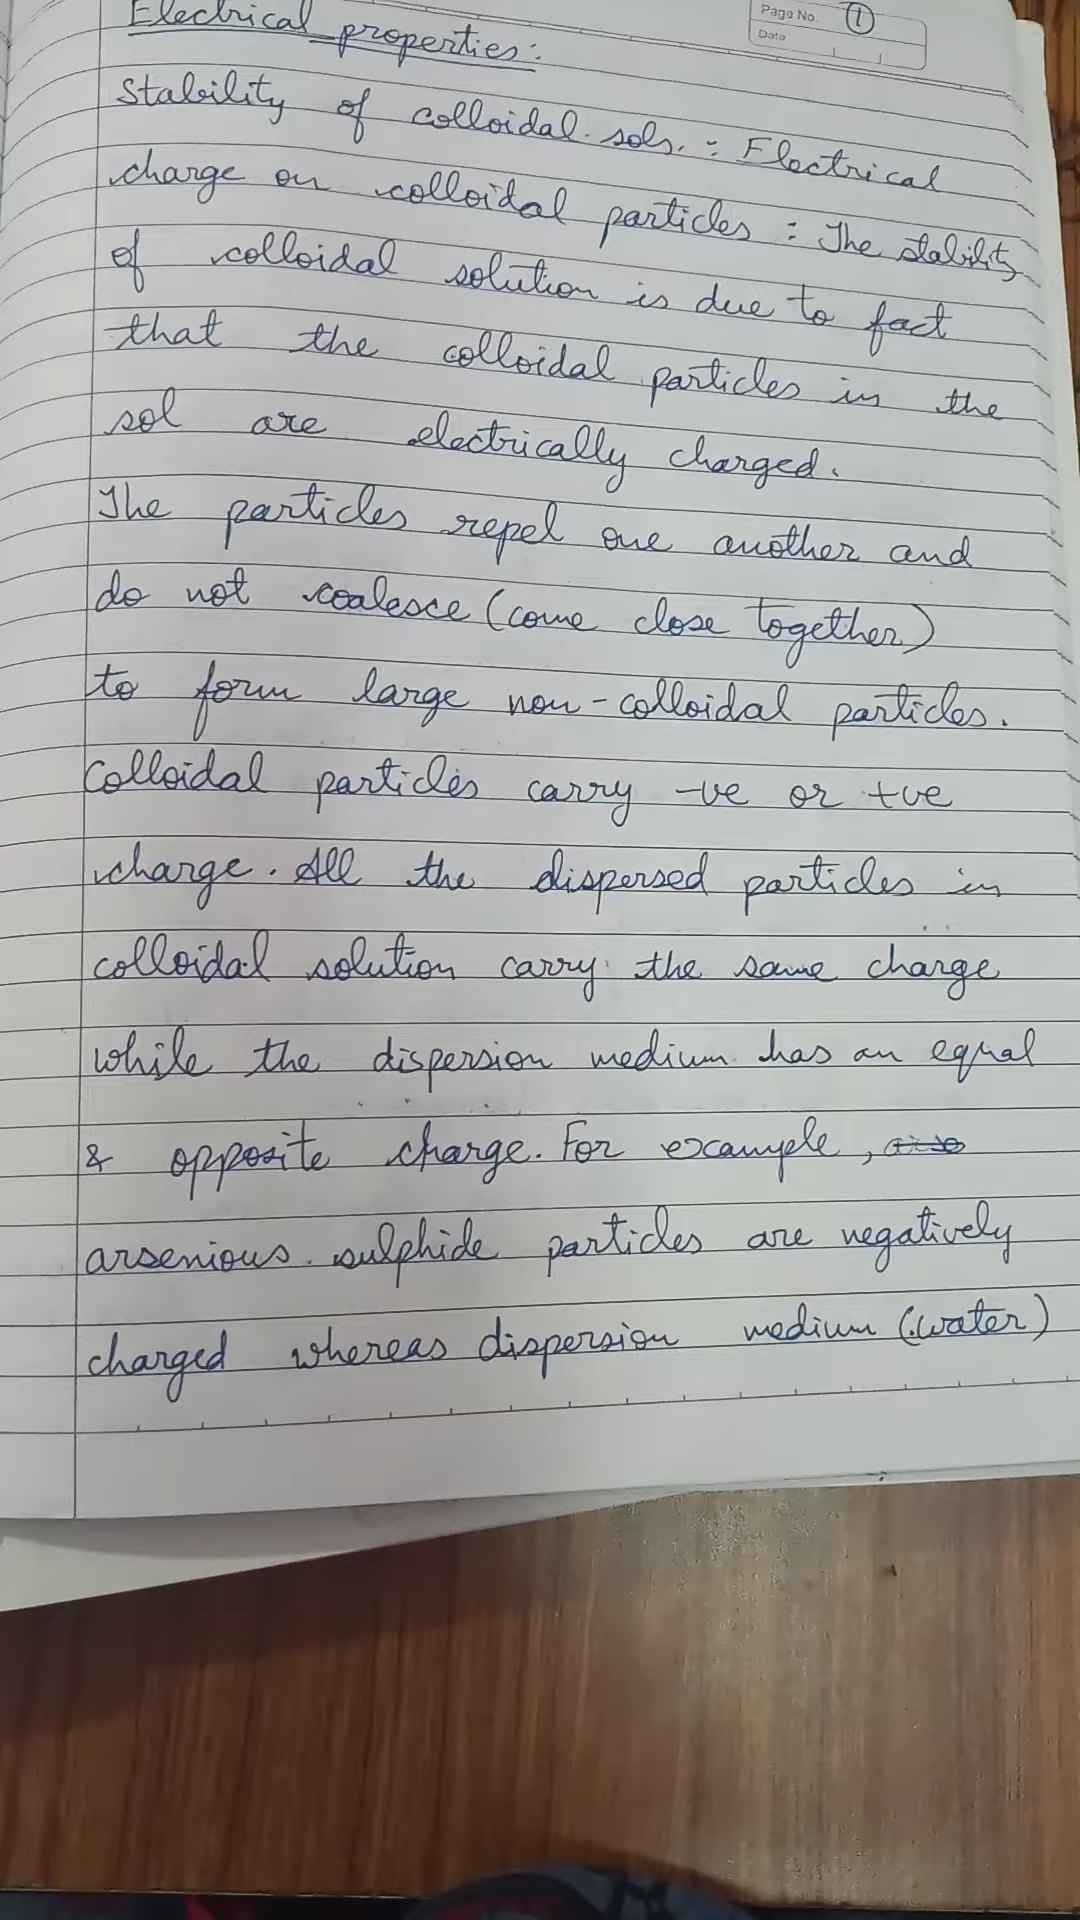 Page No. 1
Date
Electrical properties:
Stability of colloidal sols. : Electrical
charge on colloidal particles : The stability
of colloidal solution is due to fact
that the colloidal particles in the
sol are electrically charged.
The particles repel one another and
do not coalesce (come close together)
to form large non-colloidal particles.
Colloidal particles carry -ve or +ve
charge. All the dispersed particles in
colloidal solution carry the same charge
while the dispersion medium has an equal
& opposite charge. For example,
arsenious sulphide particles are negatively
charged whereas dispersion medium (water)